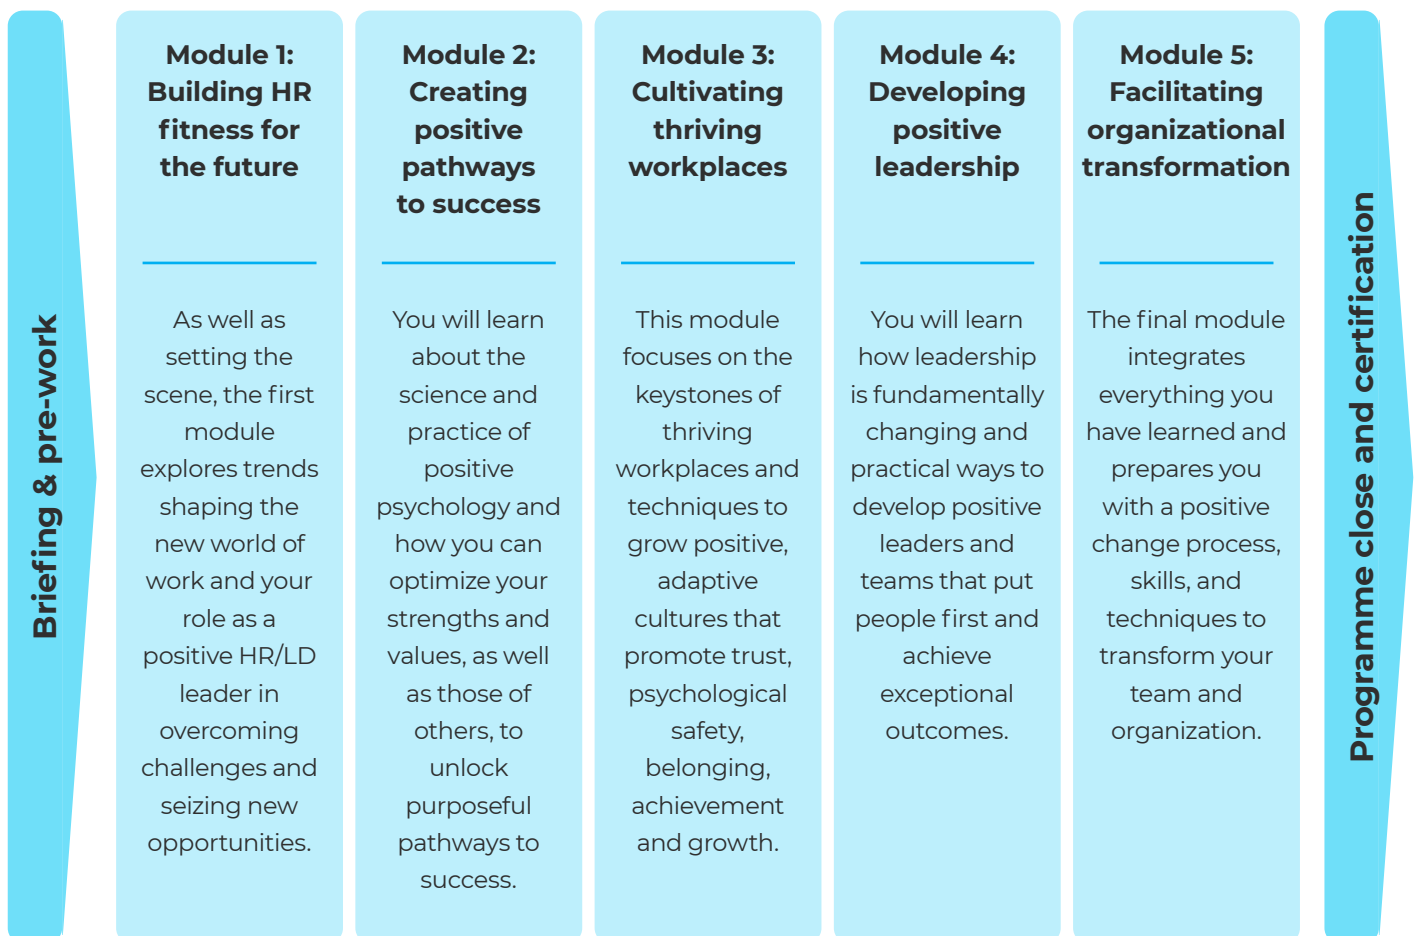 Briefing & pre-work
Module 1:
Building HR
fitness for
the future
As well as
setting the
scene, the first
module
explores trends
shaping the
new world of
work and your
role as a
positive HR/LD
leader in
overcoming
challenges and
seizing new
opportunities.
Module 2:
Creating
positive
pathways
to success
You will learn
about the
science and
practice of
positive
psychology and
how you can
optimize your
strengths and
values, as well
as those of
others, to
unlock
purposeful
pathways to
success.
Module 3:
Cultivating
thriving
workplaces
This module
focuses on the
keystones of
thriving
workplaces and
techniques to
grow positive,
adaptive
cultures that
promote trust,
psychological
safety,
belonging,
achievement
and growth.
Module 4:
Developing
positive
leadership
You will learn
how leadership
is fundamentally
changing and
practical ways to
develop positive
leaders and
teams that put
people first and
achieve
exceptional
outcomes.
Module 5:
Facilitating
organizational
transformation
The final module
integrates
everything you
have learned and
prepares you
with a positive
change process,
skills, and
techniques to
transform your
team and
organization.
Programme close and certification